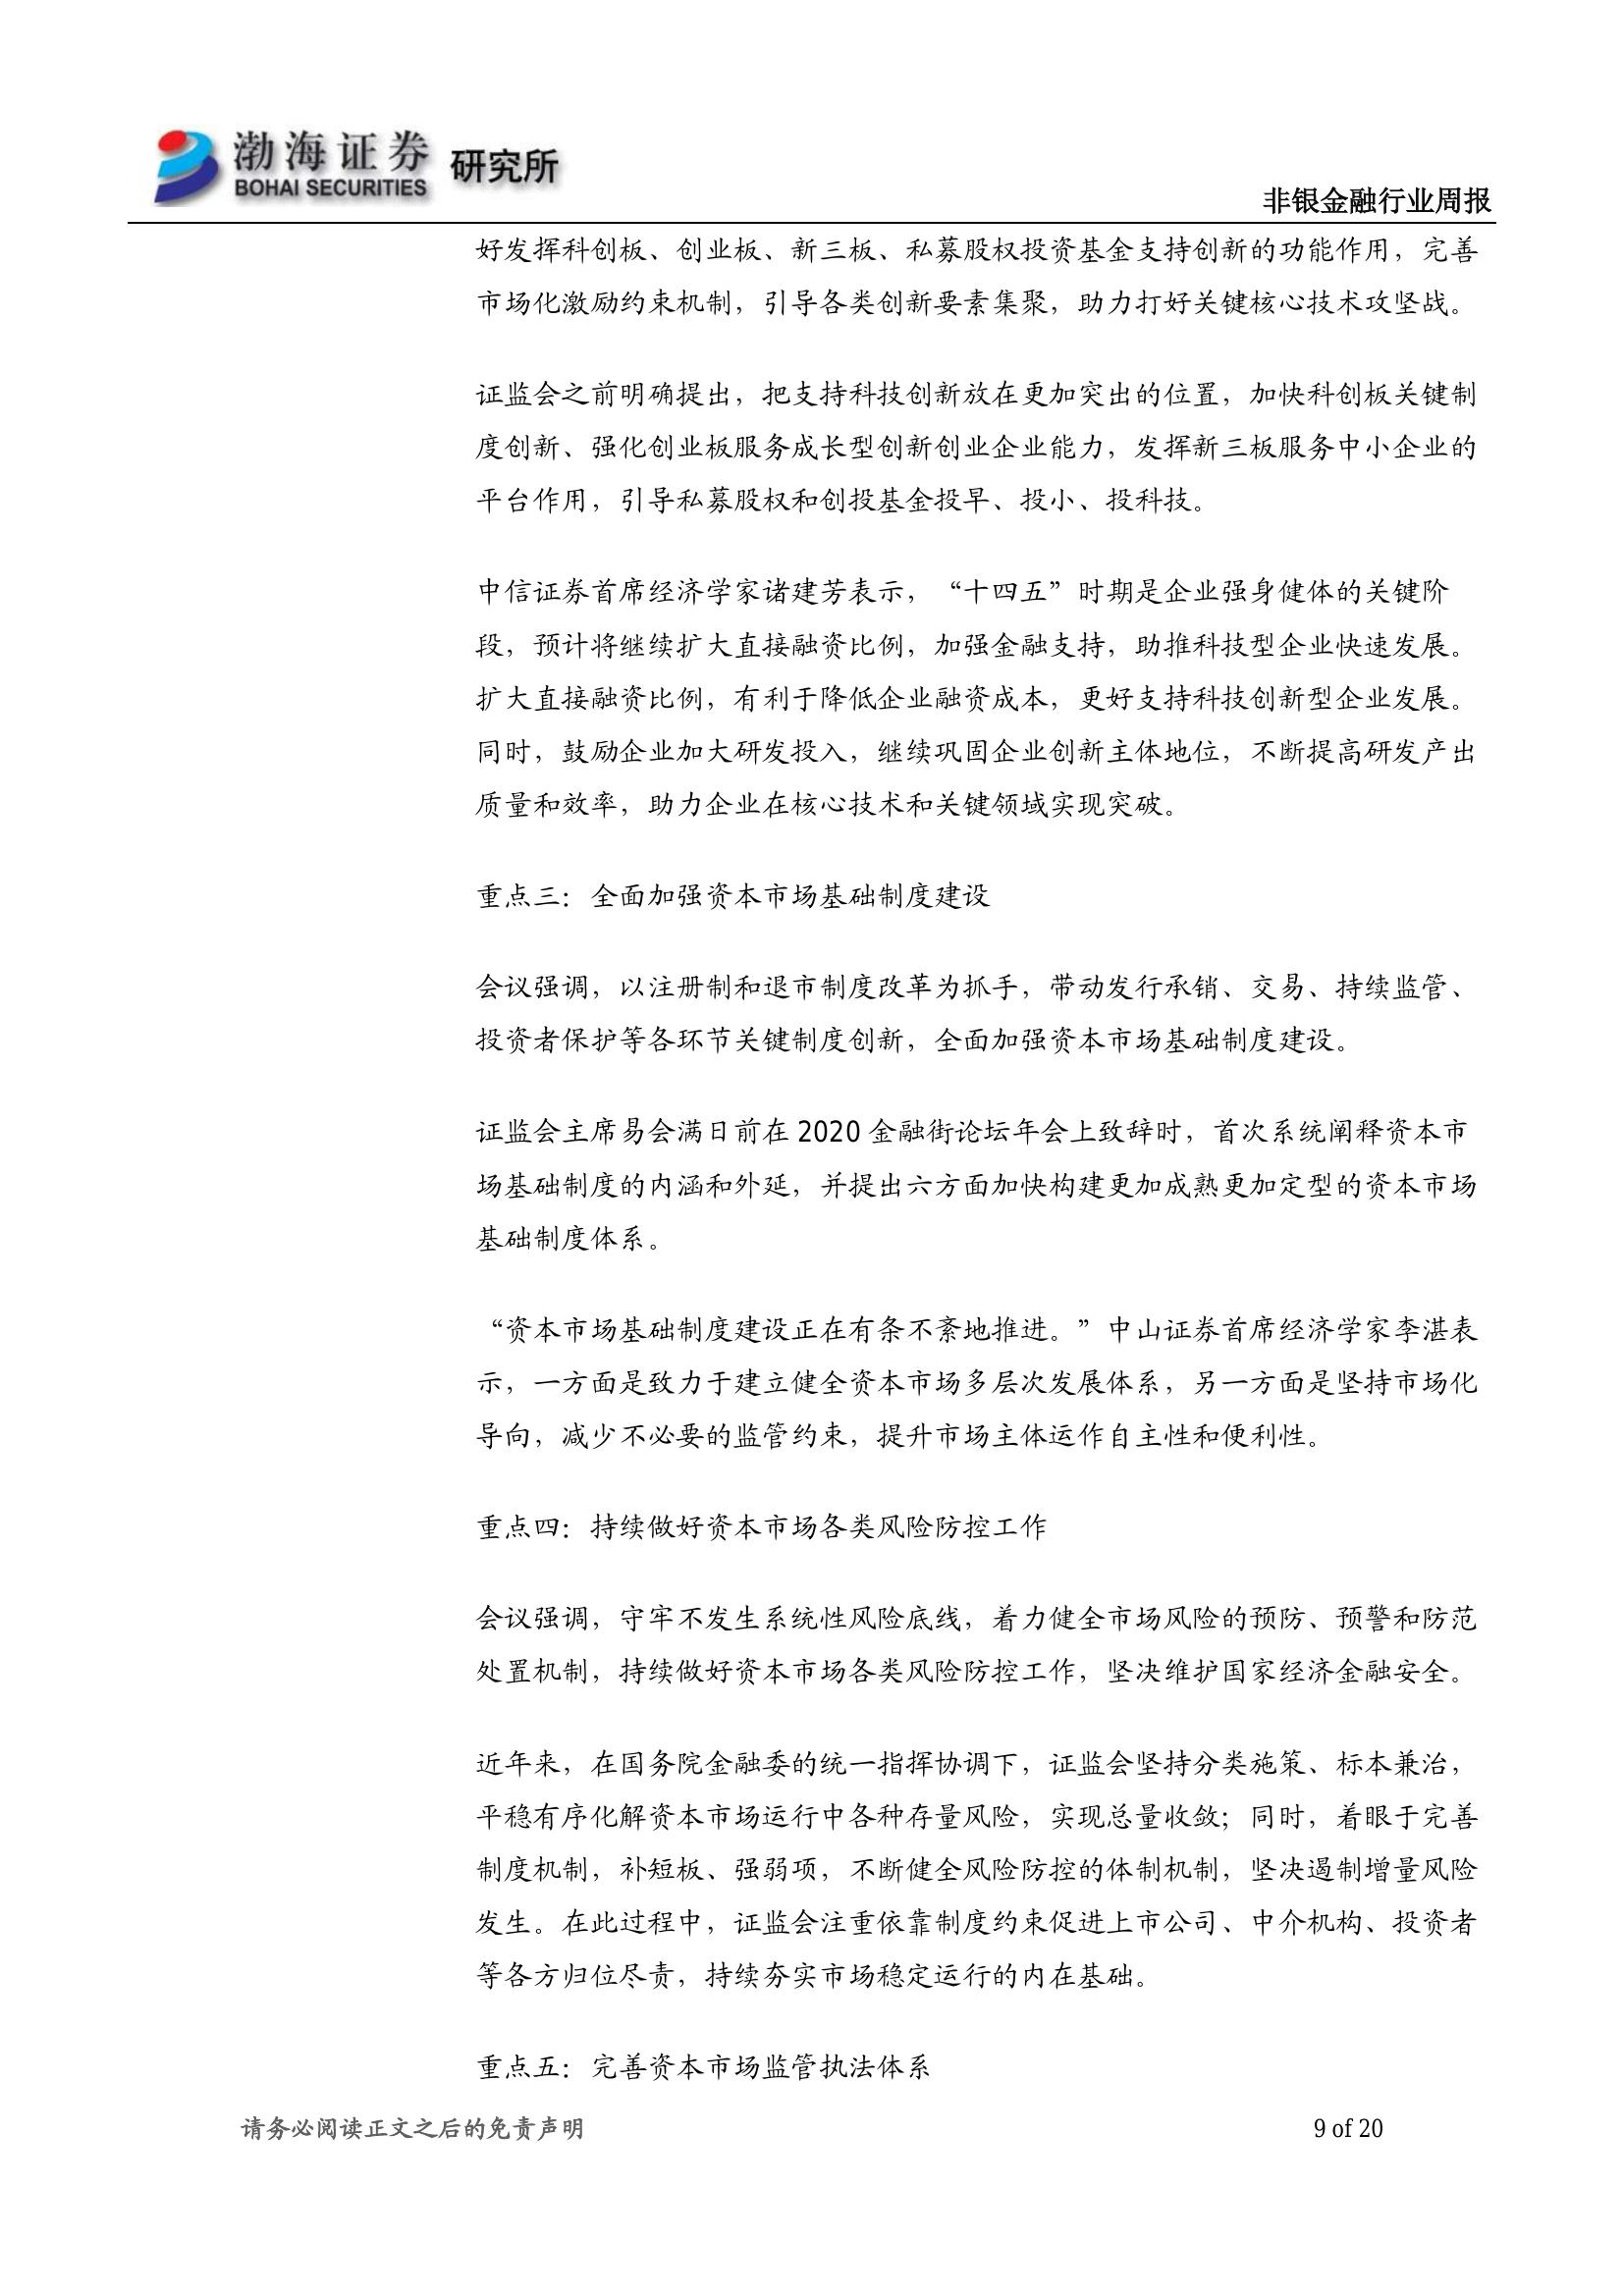 渤海证券 研究所
BOHAI SECURITIES
非银金融行业周报
好发挥科创板、创业板、新三板、私募股权投资基金支持创新的功能作用，完善
市场化激励约束机制，引导各类创新要素集聚，助力打好关键核心技术攻坚战。
证监会之前明确提出，把支持科技创新放在更加突出的位置，加快科创板关键制
度创新、强化创业板服务成长型创新创业企业能力，发挥新三板服务中小企业的
平台作用，引导私募股权和创投基金投早、投小、投科技。
中信证券首席经济学家诸建芳表示，“十四五”时期是企业强身健体的关键阶
段，预计将继续扩大直接融资比例，加强金融支持，助推科技型企业快速发展。
扩大直接融资比例，有利于降低企业融资成本，更好支持科技创新型企业发展。
同时，鼓励企业加大研发投入，继续巩固企业创新主体地位，不断提高研发产出
质量和效率，助力企业在核心技术和关键领域实现突破。
重点三：全面加强资本市场基础制度建设
会议强调，以注册制和退市制度改革为抓手，带动发行承销、交易、持续监管、
投资者保护等各环节关键制度创新，全面加强资本市场基础制度建设。
证监会主席易会满日前在 2020 金融街论坛年会上致辞时，首次系统阐释资本市
场基础制度的内涵和外延，并提出六方面加快构建更加成熟更加定型的资本市场
基础制度体系。
“资本市场基础制度建设正在有条不紊地推进。”中山证券首席经济学家李湛表
示，一方面是致力于建立健全资本市场多层次发展体系，另一方面是坚持市场化
导向，减少不必要的监管约束，提升市场主体运作自主性和便利性。
重点四：持续做好资本市场各类风险防控工作
会议强调，守牢不发生系统性风险底线，着力健全市场风险的预防、预警和防范
处置机制，持续做好资本市场各类风险防控工作，坚决维护国家经济金融安全。
近年来，在国务院金融委的统一指挥协调下，证监会坚持分类施策、标本兼治，
平稳有序化解资本市场运行中各种存量风险，实现总量收敛；同时，着眼于完善
制度机制，补短板、强弱项，不断健全风险防控的体制机制，坚决遏制增量风险
发生。在此过程中，证监会注重依靠制度约束促进上市公司、中介机构、投资者
等各方归位尽责，持续夯实市场稳定运行的内在基础。
重点五：完善资本市场监管执法体系
请务必阅读正文之后的免责声明
9 of 20